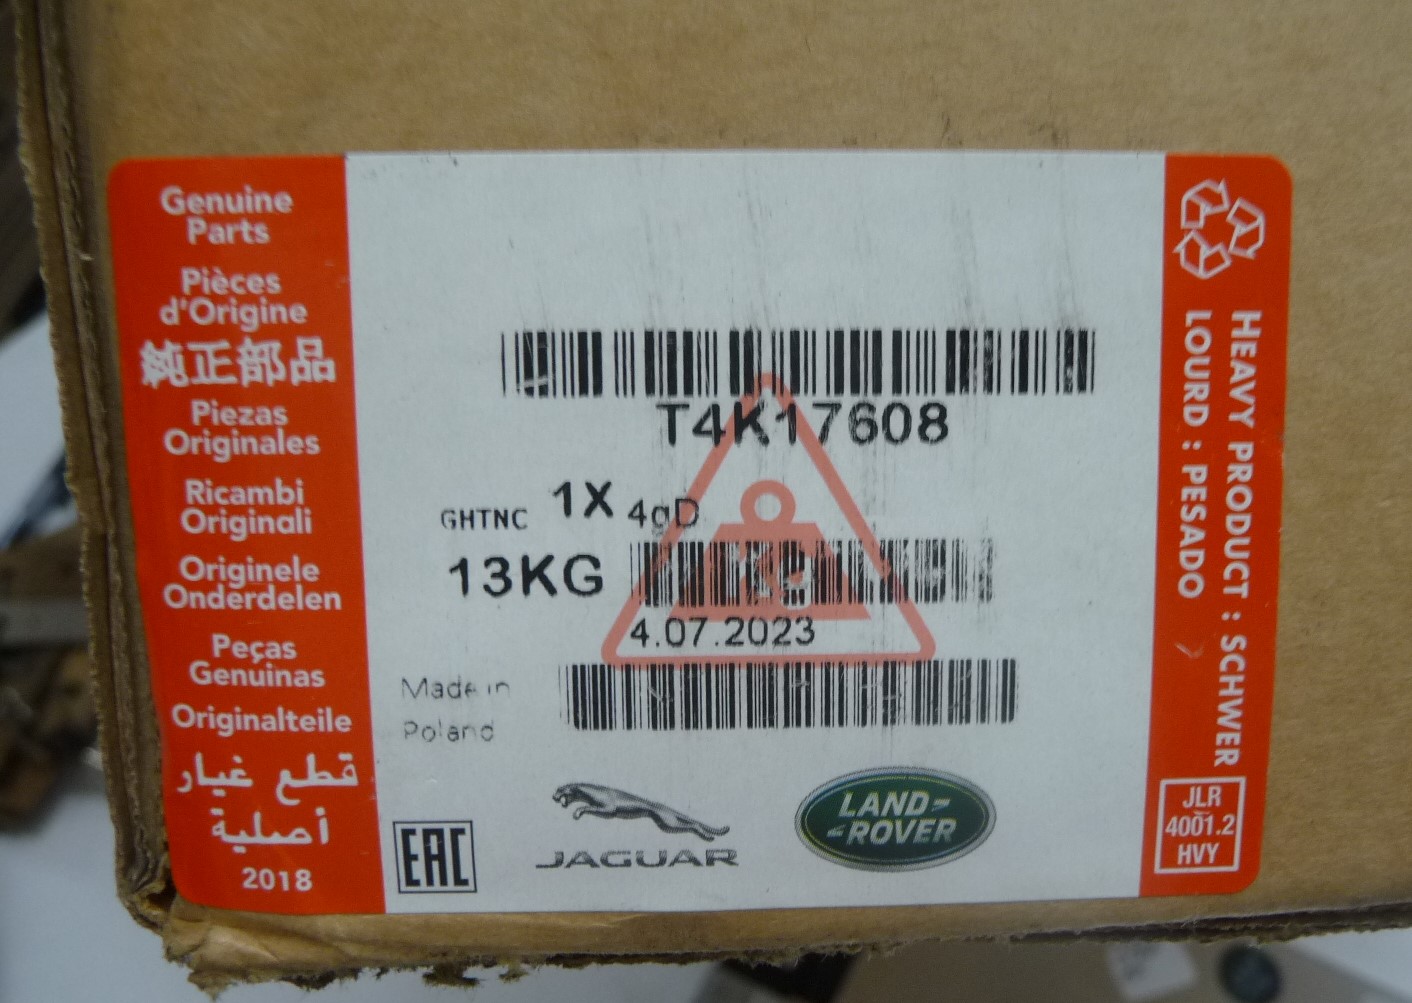 Genuine
Parts
Pièces
d'Origine
純正部品
Piezas
Originales
Ricambi
Originali
Originele
Onderdelen
Peças
Genuinas
Originalteile
قطع غيار
أصلية
2018
T4K17608
GHTNC 1X 4gD
13KG
4.07.2023
Made in
Poland
EAC
JAGUAR
LAND-
-ROVER
HEAVY PRODUCT : SCHWER
LOURD : PESADO
JLR
4001.2
HVY